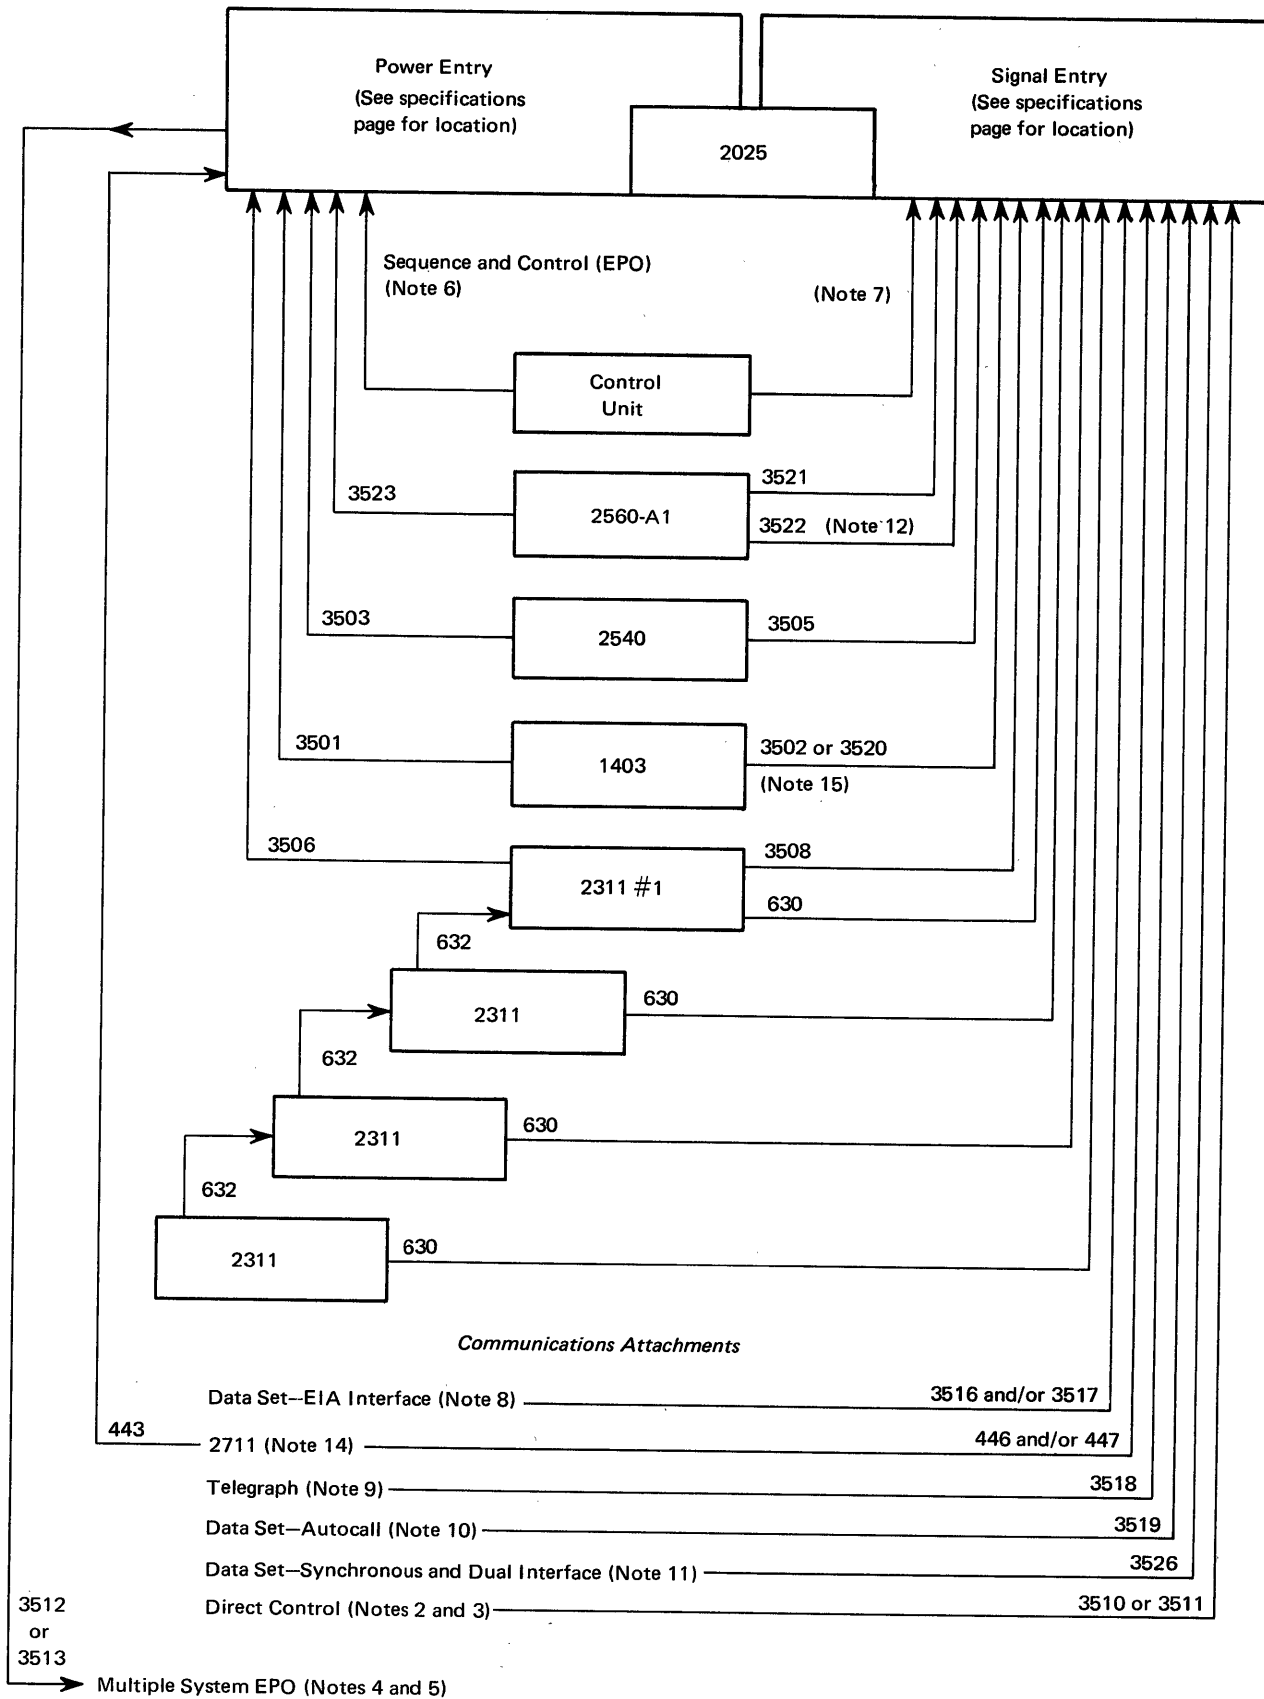 Power Entry
(See specifications
page for location)
Signal Entry
(See specifications
page for location)
2025
Sequence and Control (EPO)
(Note 6)
(Note 7)
Control
Unit
3523
2560-A1
3521
3522 (Note 12)
3503
2540
3505
3501
1403
3502 or 3520
(Note 15)
3506
2311 #1
3508
630
632
2311
630
632
2311
630
632
2311
630
Communications Attachments
Data Set--EIA Interface (Note 8)
3516 and/or 3517
443
2711 (Note 14)
446 and/or 447
Telegraph (Note 9)
3518
Data Set—Autocall (Note 10)
3519
Data Set—Synchronous and Dual Interface (Note 11)
3526
Direct Control (Notes 2 and 3)
3510 or 3511
3512
or
3513
Multiple System EPO (Notes 4 and 5)